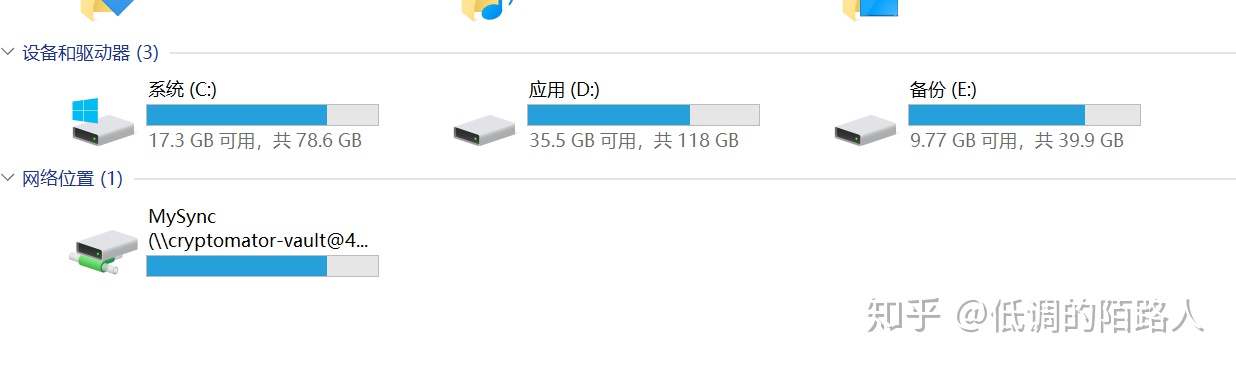 设备和驱动器 (3)
系统 (C:)
17.3 GB 可用，共 78.6 GB
应用 (D:)
35.5 GB 可用，共 118 GB
备份 (E:)
9.77 GB 可用，共 39.9 GB
网络位置 (1)
MySync
(\\cryptomator-vault@4...
知乎 @低调的陌路人